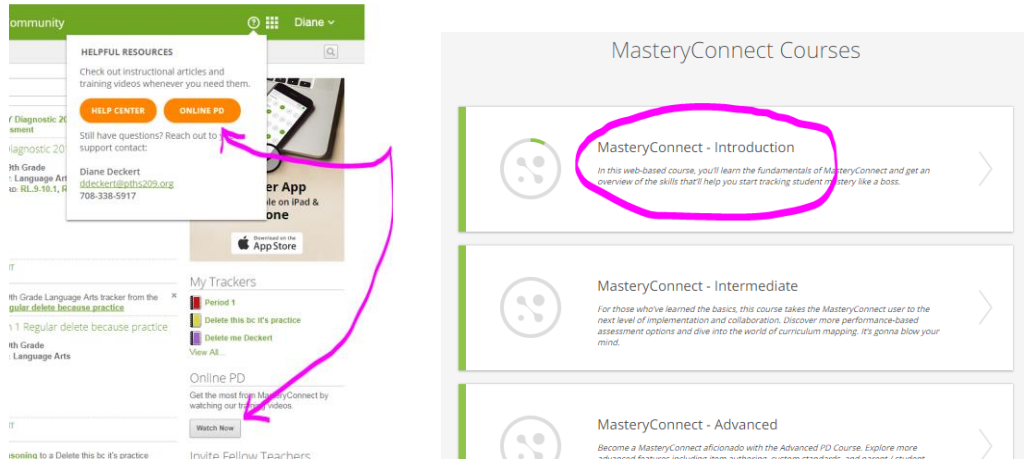 ommunity
Diane
HELPFUL RESOURCES
Check out instructional articles and
training videos whenever you need them.
HELP CENTER
ONLINE PD
Still have questions? Reach out to
support contact:
Diane Deckert
ddeckert@pths209.org
708-338-5917
Diagnostic
sment
iagnostic
9th Grade
Language Art
RL.9-10.1,
er App
le on iPad &
one
Download on the
App Store
My Trackers
Period 1
Delete this bc it's practice
Delete me Deckert
View All...
9th Grade Language Arts tracker from the
gular delete because practice
1 Regular delete because practice
9th Grade
Language Arts
Online PD
Get the most from MasteryConnect by
watching our training videos.
Watch Now
Invite Fellow Teachers
soning to a Delete this bc it's practice
MasteryConnect Courses
MasteryConnect - Introduction
In this web-based course, you'll learn the fundamentals of MasteryConnect and get an
overview of the skills that'll help you start tracking student mastery like a boss.
MasteryConnect - Intermediate
For those who've learned the basics, this course takes the MasteryConnect user to the
next level of implementation and collaboration. Discover more performance-based
assessment options and dive into the world of curriculum mapping. It's gonna blow your
mind.
MasteryConnect - Advanced
Become a MasteryConnect aficionado with the Advanced PD Course. Explore more
advanced features including item authoring, custom standards, and parent / student